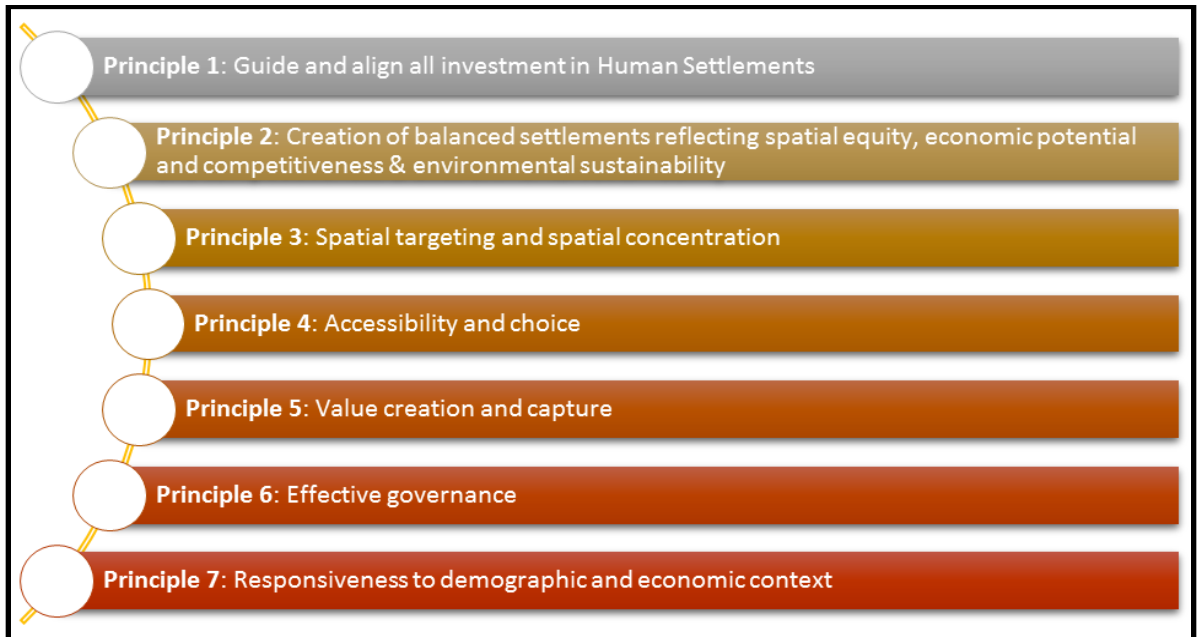 Principle 1: Guide and align all investment in Human Settlements
Principle 2: Creation of balanced settlements reflecting spatial equity, economic potential
and competitiveness & environmental sustainability
Principle 3: Spatial targeting and spatial concentration
Principle 4: Accessibility and choice
Principle 5: Value creation and capture
Principle 6: Effective governance
Principle 7: Responsiveness to demographic and economic context